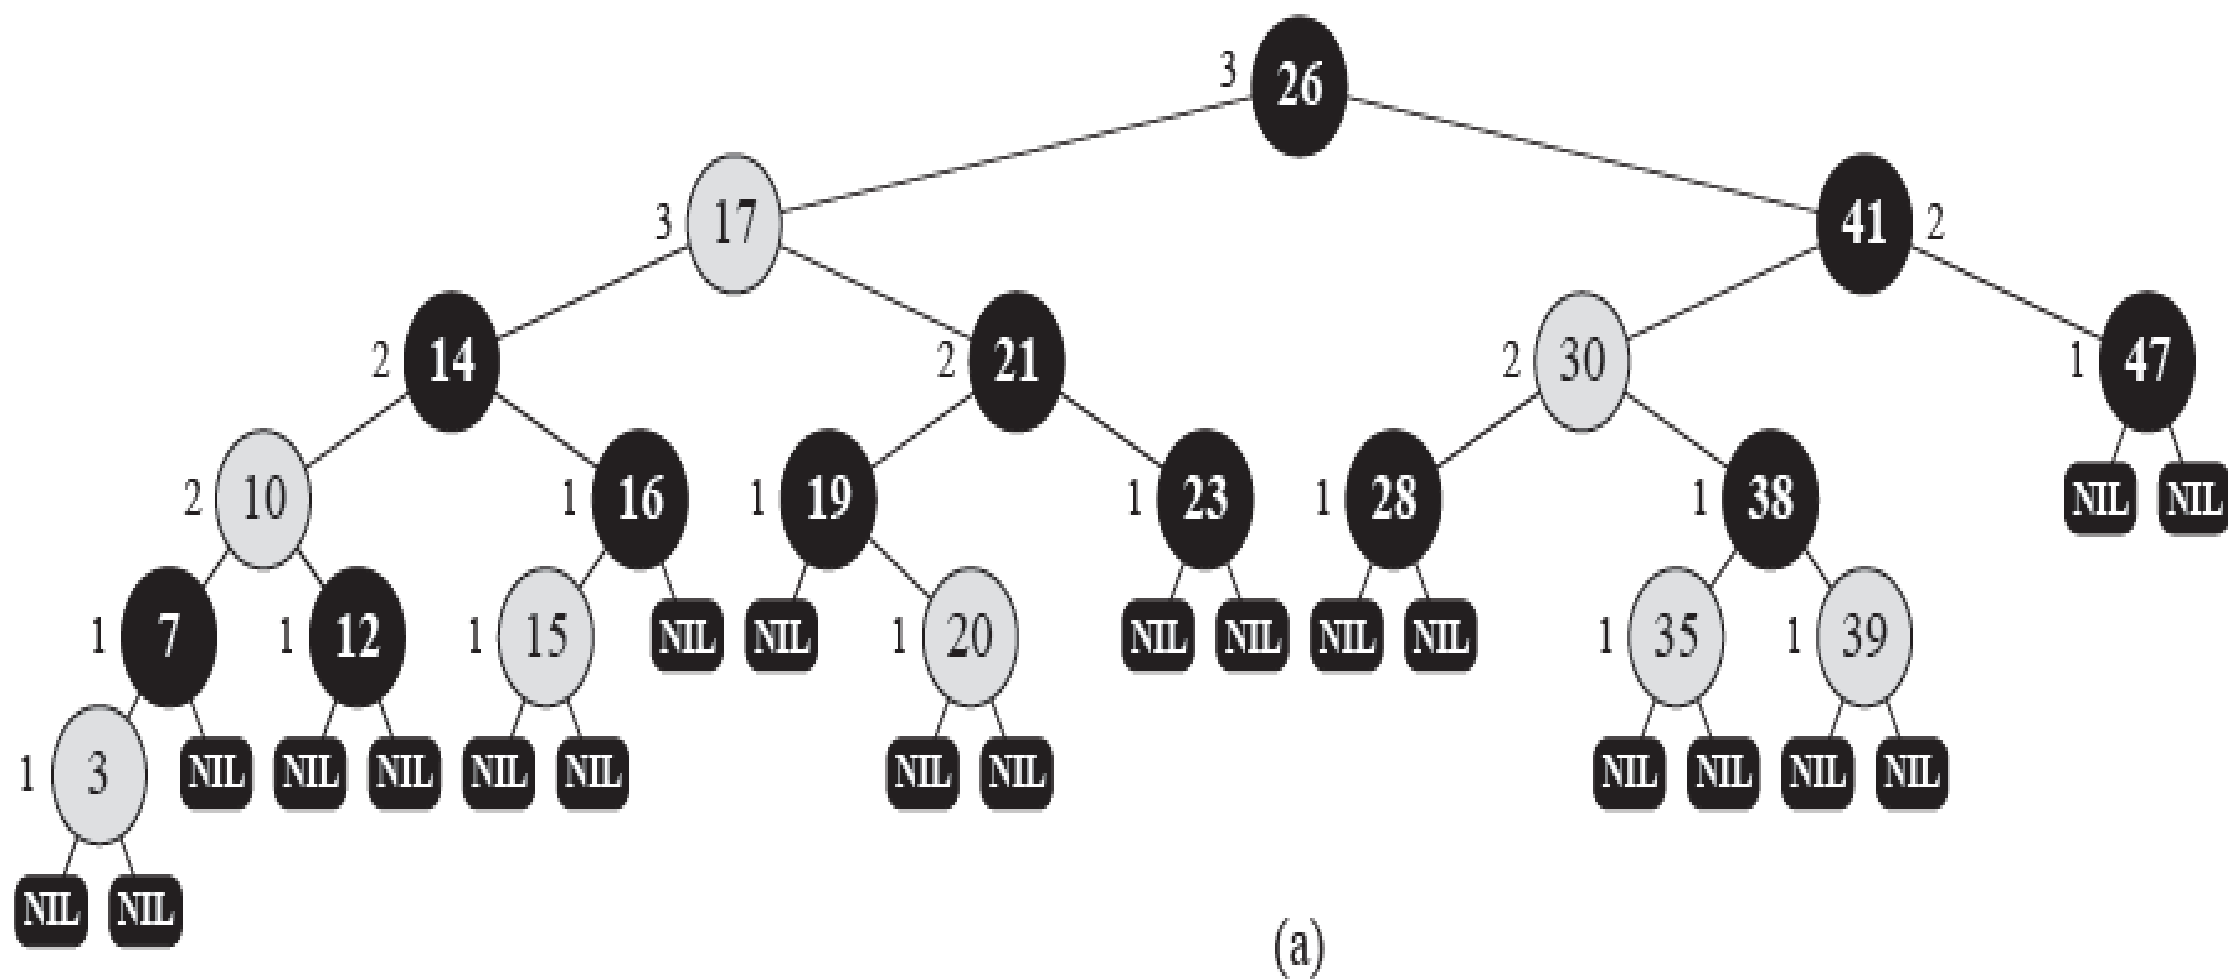 3 26
3 17 41 2
2 14 2 21 2 30 1 47
2 10 1 16 1 19 1 23 1 28 1 38 NIL NIL
1 7 1 12 1 15 NIL NIL 1 20 NIL NIL NIL NIL 1 35 1 39
1 3 NIL NIL NIL NIL NIL NIL NIL NIL NIL NIL NIL
NIL NIL
(a)